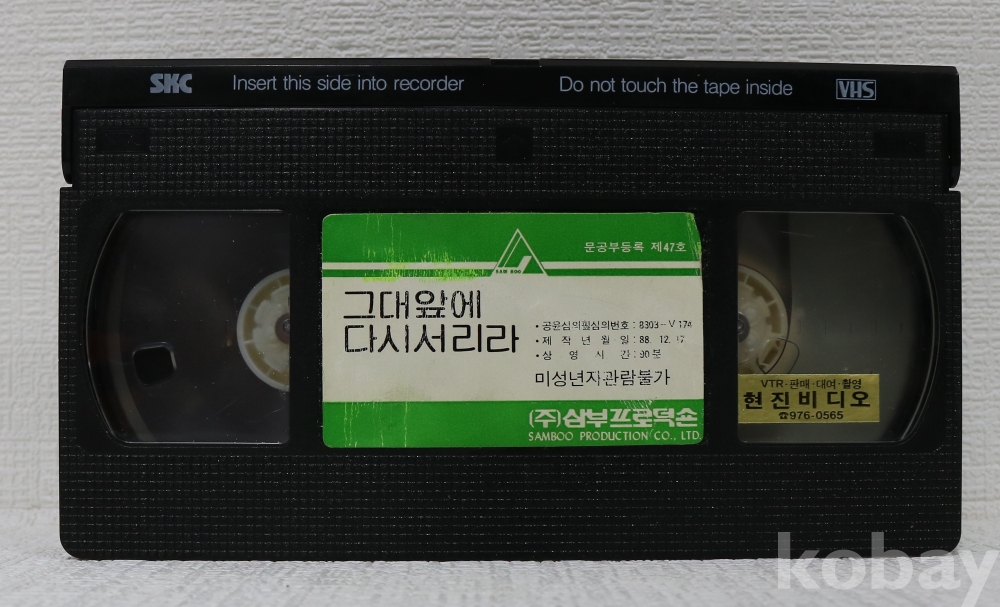 SKC Insert this side into recorder Do not touch the tape inside VHS
SAM BOO
문공부등록 제47호
그대앞에
다시서리라
• 공윤심의필심의번호 : 8303-V 174
• 제 작 년 월 일 : 88. 12. 17
• 상 영 시 간 : 90분
미성년자관람불가
(주)삼부프로덕숀
SAMBOO PRODUCTION CO., LTD.
VTR·판매·대여·촬영
현진비디오
☎976-0565
kobay